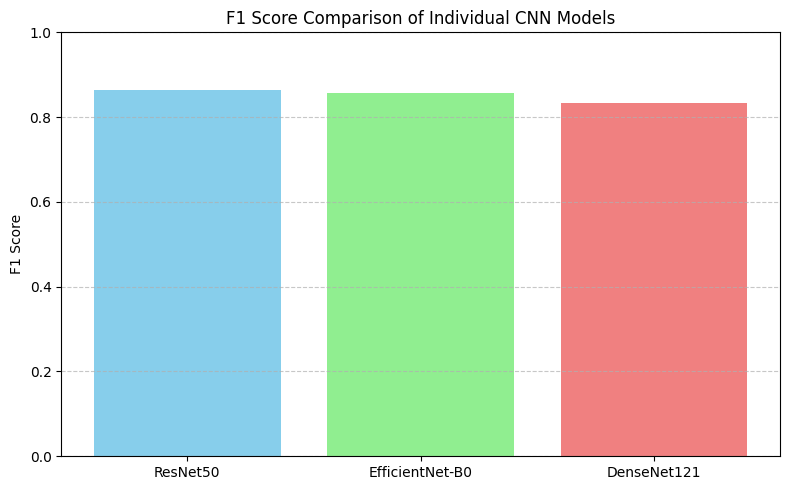 F1 Score Comparison of Individual CNN Models
1.0
0.8
0.6
0.4
0.2
0.0
F1 Score
ResNet50
EfficientNet-B0
DenseNet121